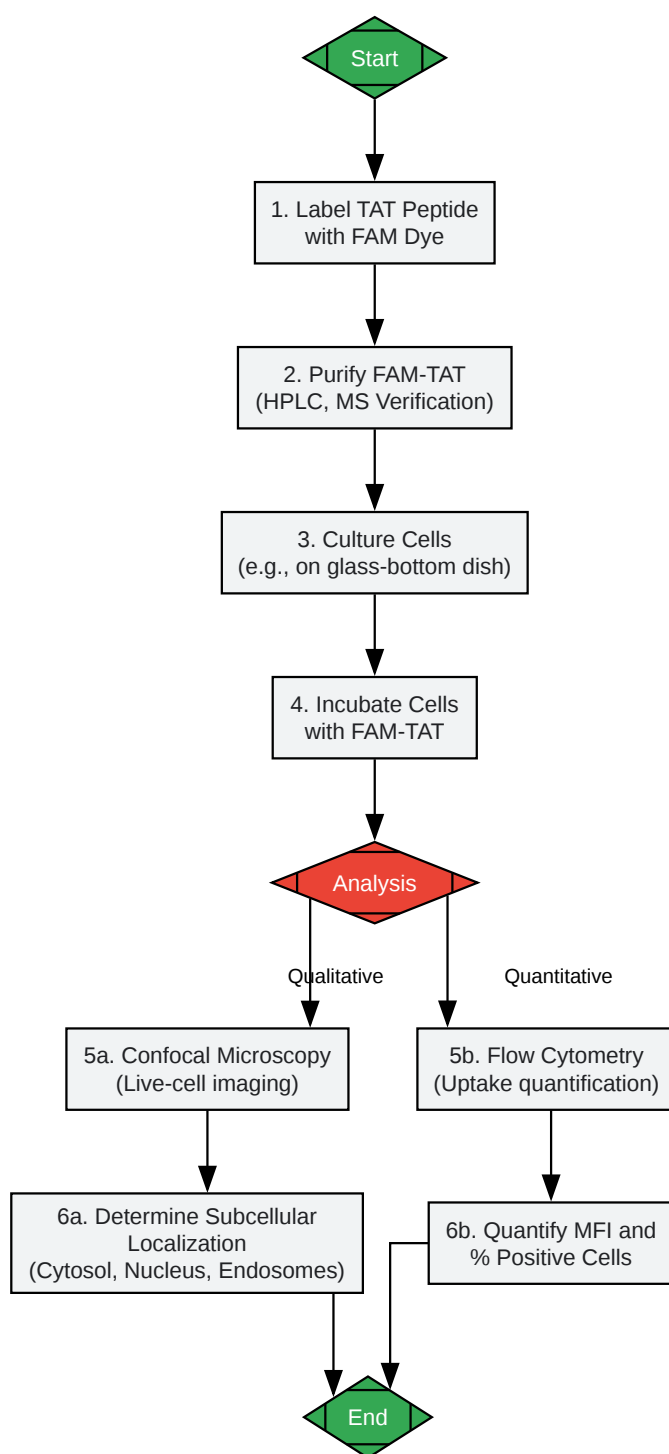 Start
1. Label TAT Peptide
with FAM Dye
2. Purify FAM-TAT
(HPLC, MS Verification)
3. Culture Cells
(e.g., on glass-bottom dish)
4. Incubate Cells
with FAM-TAT
Analysis
Qualitative
Quantitative
5a. Confocal Microscopy
(Live-cell imaging)
5b. Flow Cytometry
(Uptake quantification)
6a. Determine Subcellular
Localization
(Cytosol, Nucleus, Endosomes)
6b. Quantify MFI and
% Positive Cells
End